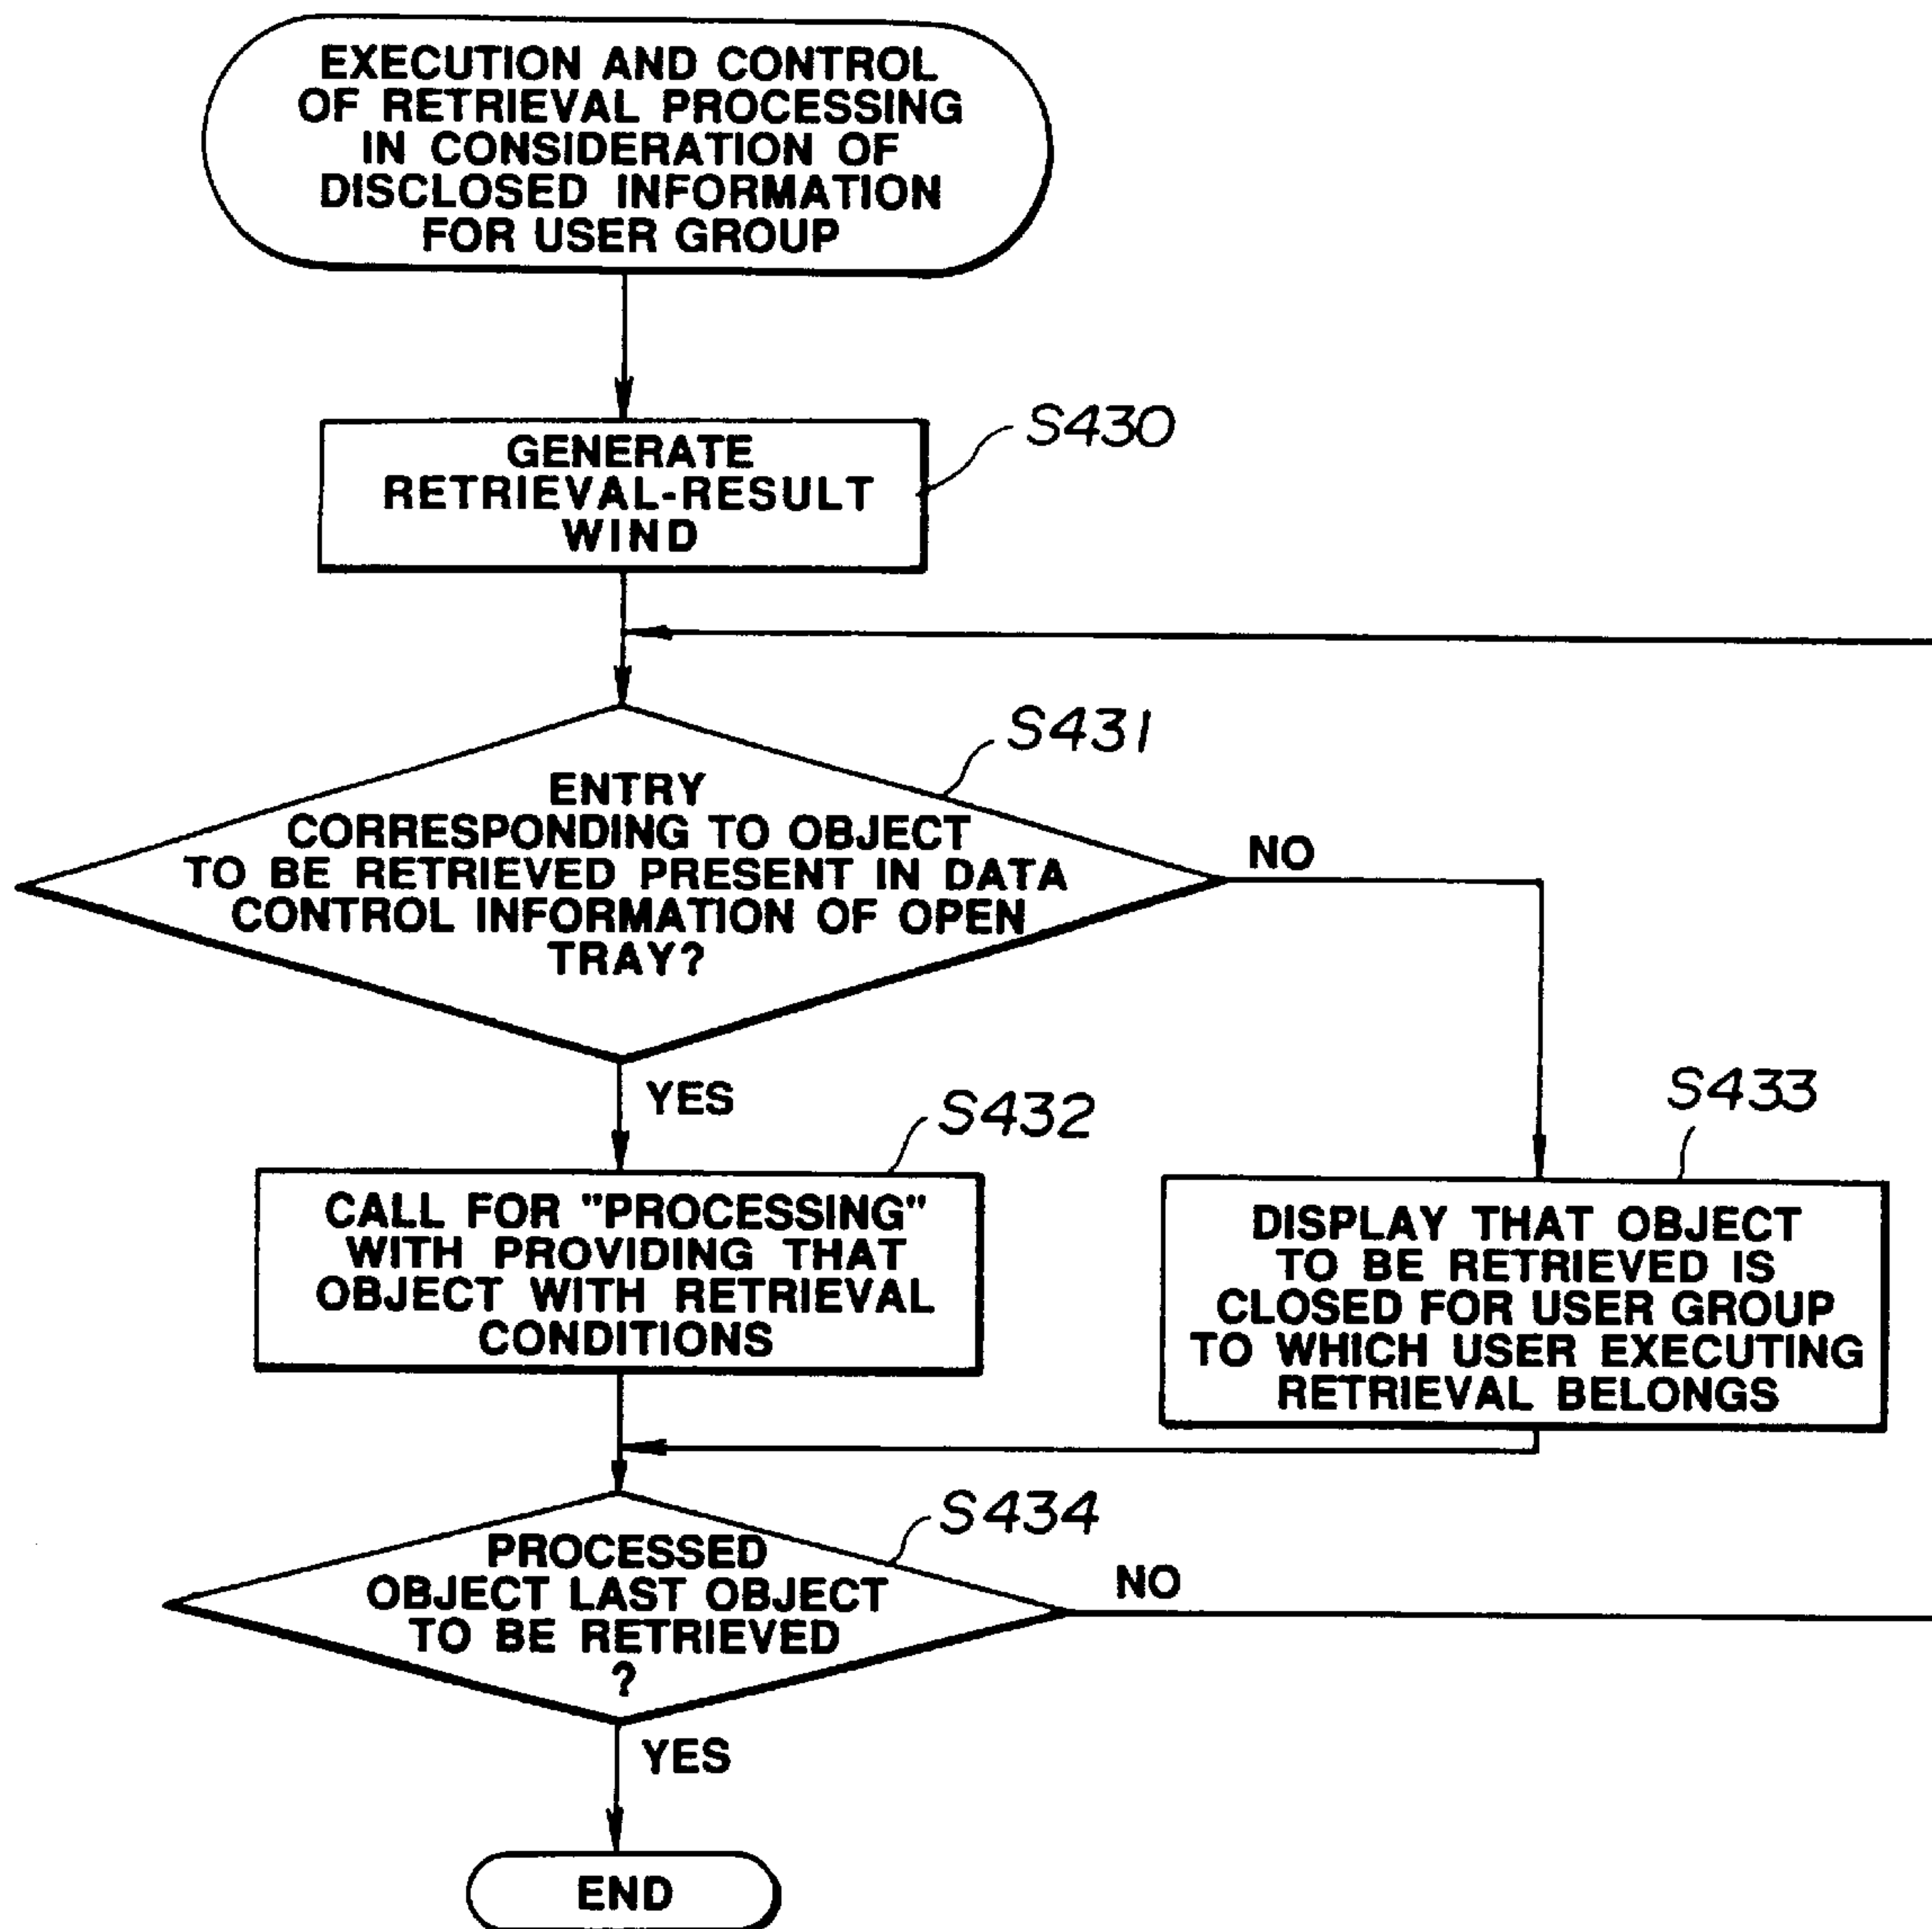 EXECUTION AND CONTROL
OF RETRIEVAL PROCESSING
IN CONSIDERATION OF
DISCLOSED INFORMATION
FOR USER GROUP
S430
GENERATE
RETRIEVAL-RESULT
WIND
S431
ENTRY
CORRESPONDING TO OBJECT
TO BE RETRIEVED PRESENT IN DATA
CONTROL INFORMATION OF OPEN
TRAY?
NO
YES
S432
CALL FOR "PROCESSING"
WITH PROVIDING THAT
OBJECT WITH RETRIEVAL
CONDITIONS
S433
DISPLAY THAT OBJECT
TO BE RETRIEVED IS
CLOSED FOR USER GROUP
TO WHICH USER EXECUTING
RETRIEVAL BELONGS
S434
PROCESSED
OBJECT LAST OBJECT
TO BE RETRIEVED
?
NO
YES
END